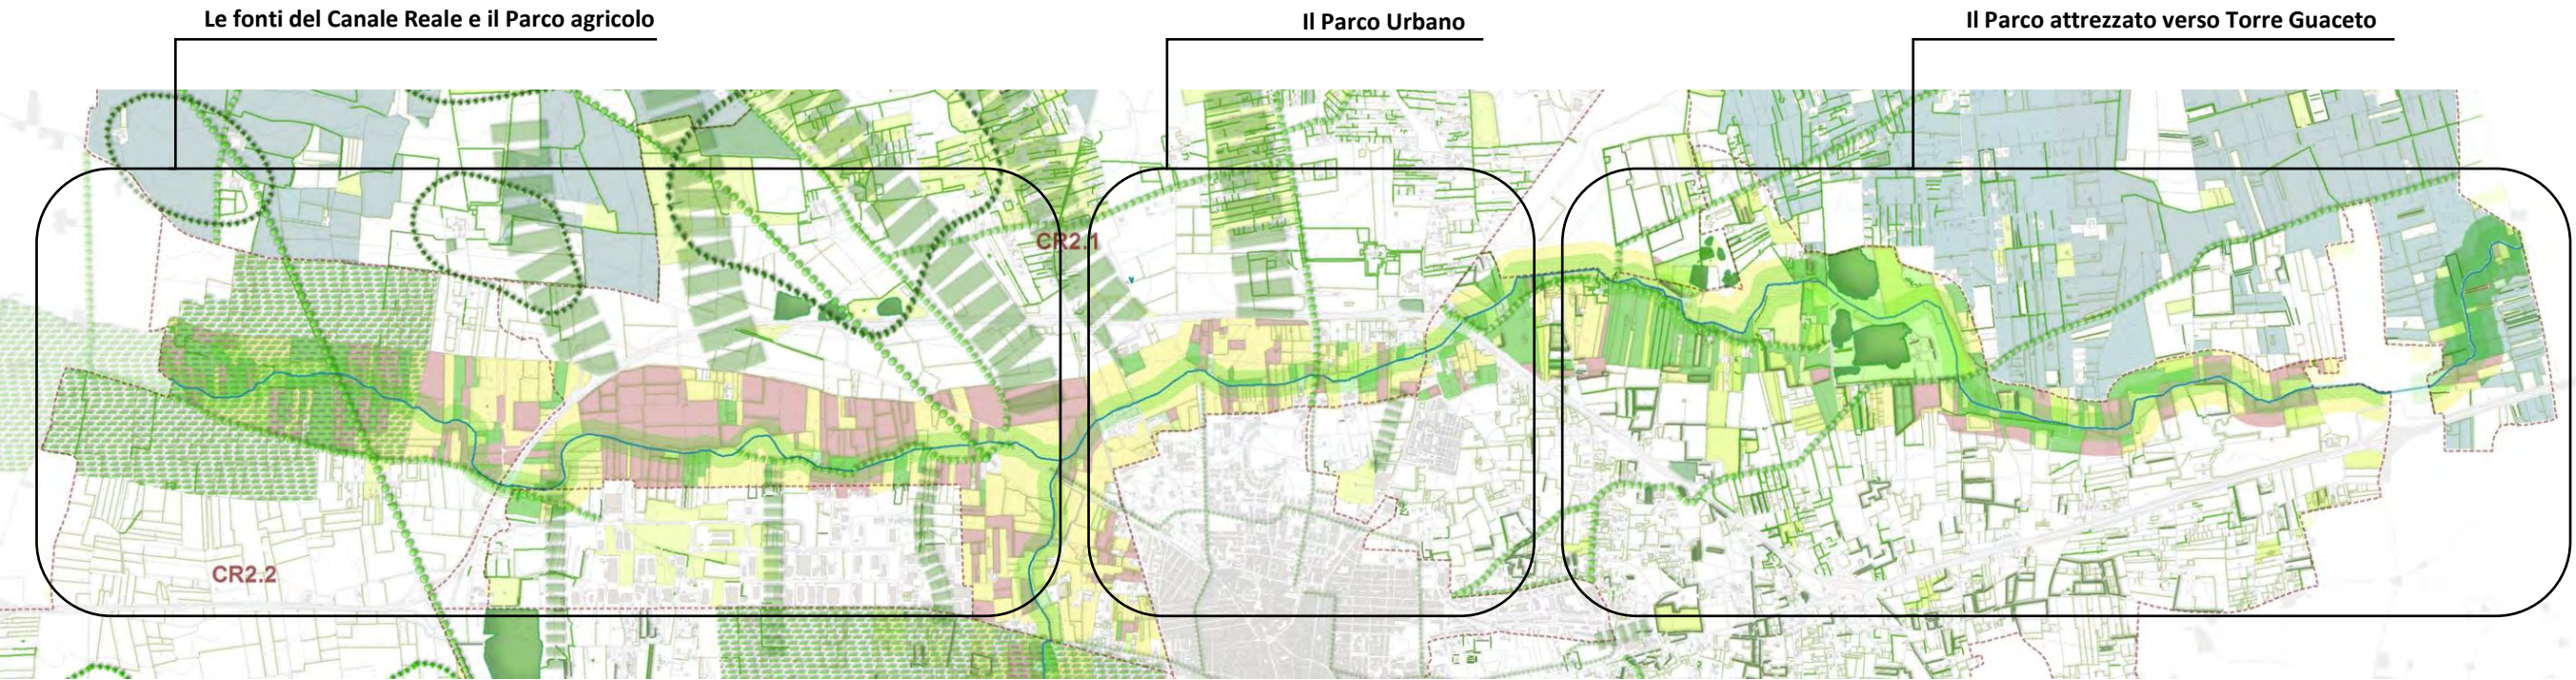 Le fonti del Canale Reale e il Parco agricolo
Il Parco Urbano
Il Parco attrezzato verso Torre Guaceto
CR2.1
CR2.2